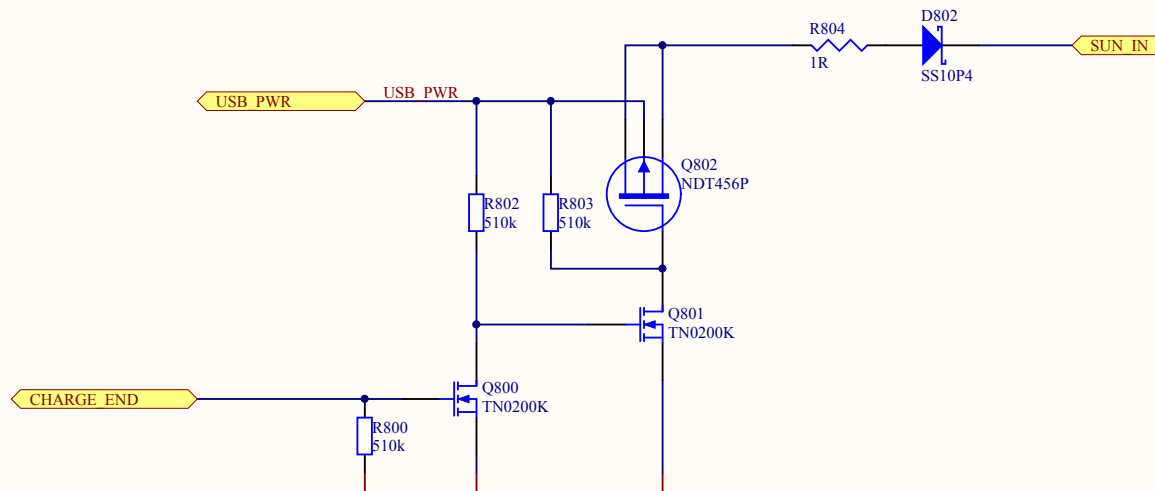 D802
R804
SUN_IN
1R
SS10P4
USB_PWR
USB_PWR
Q802
NDT456P
R802
510k
R803
510k
Q801
TN0200K
Q800
TN0200K
CHARGE_END
R800
510k